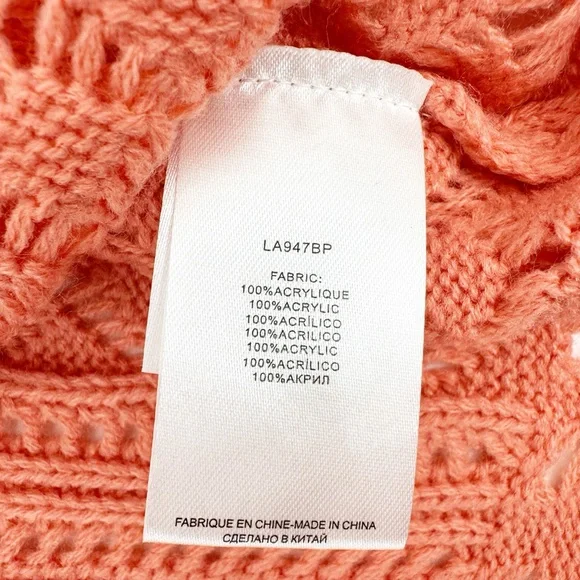 LA947BP
FABRIC:
100%ACRYLIQUE
100%ACRYLIC
100%ACRÍLICO
100%ACRILICO
100%ACRYLIC
100%ACRÍLICO
100%АКРИЛ
FABRIQUE EN CHINE-MADE IN CHINA
СДЕЛАНО В КИТАЙ